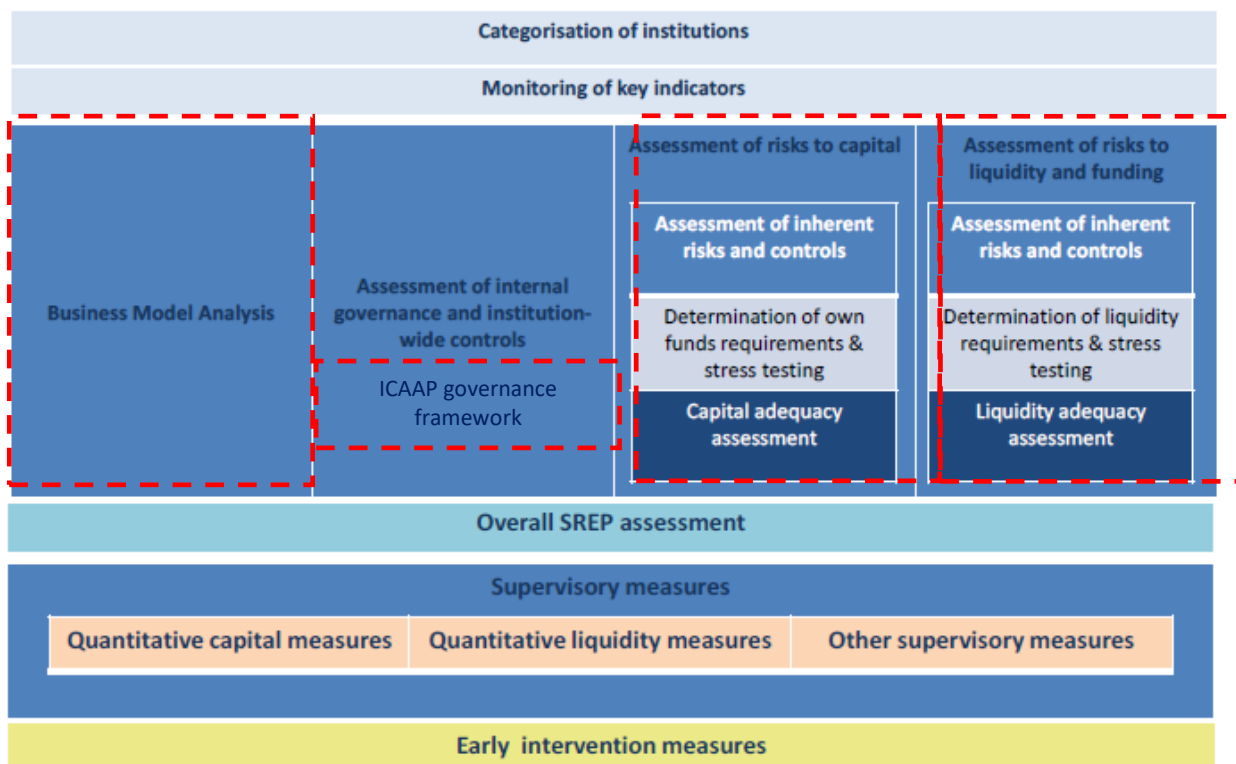 Categorisation of institutions
Monitoring of key indicators
Business Model Analysis
Assessment of internal
governance and institution-
wide controls
ICAAP governance
framework
Assessment of risks to capital
Assessment of inherent
risks and controls
Determination of own
funds requirements &
stress testing
Capital adequacy
assessment
Assessment of risks to
liquidity and funding
Assessment of inherent
risks and controls
Determination of liquidity
requirements & stress
testing
Liquidity adequacy
assessment
Overall SREP assessment
Supervisory measures
Quantitative capital measures
Quantitative liquidity measures
Other supervisory measures
Early intervention measures